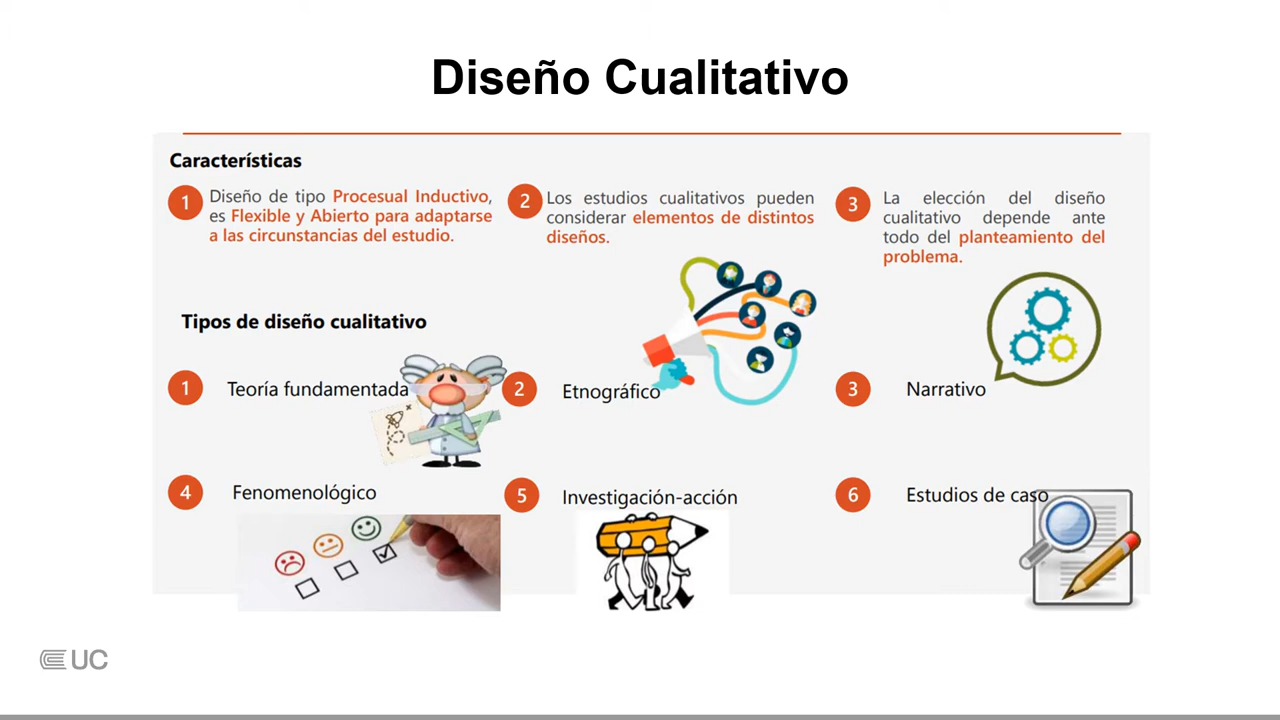 Diseño Cualitativo
Características
1
Diseño de tipo Procesual Inductivo,
es Flexible y Abierto para adaptarse
a las circunstancias del estudio.
2
Los estudios cualitativos pueden
considerar elementos de distintos
diseños.
3
La elección del diseño
cualitativo depende ante
todo del planteamiento del
problema.
Tipos de diseño cualitativo
1 Teoría fundamentada
2 Etnográfico
3 Narrativo
4 Fenomenológico
5 Investigación-acción
6 Estudios de caso
UC